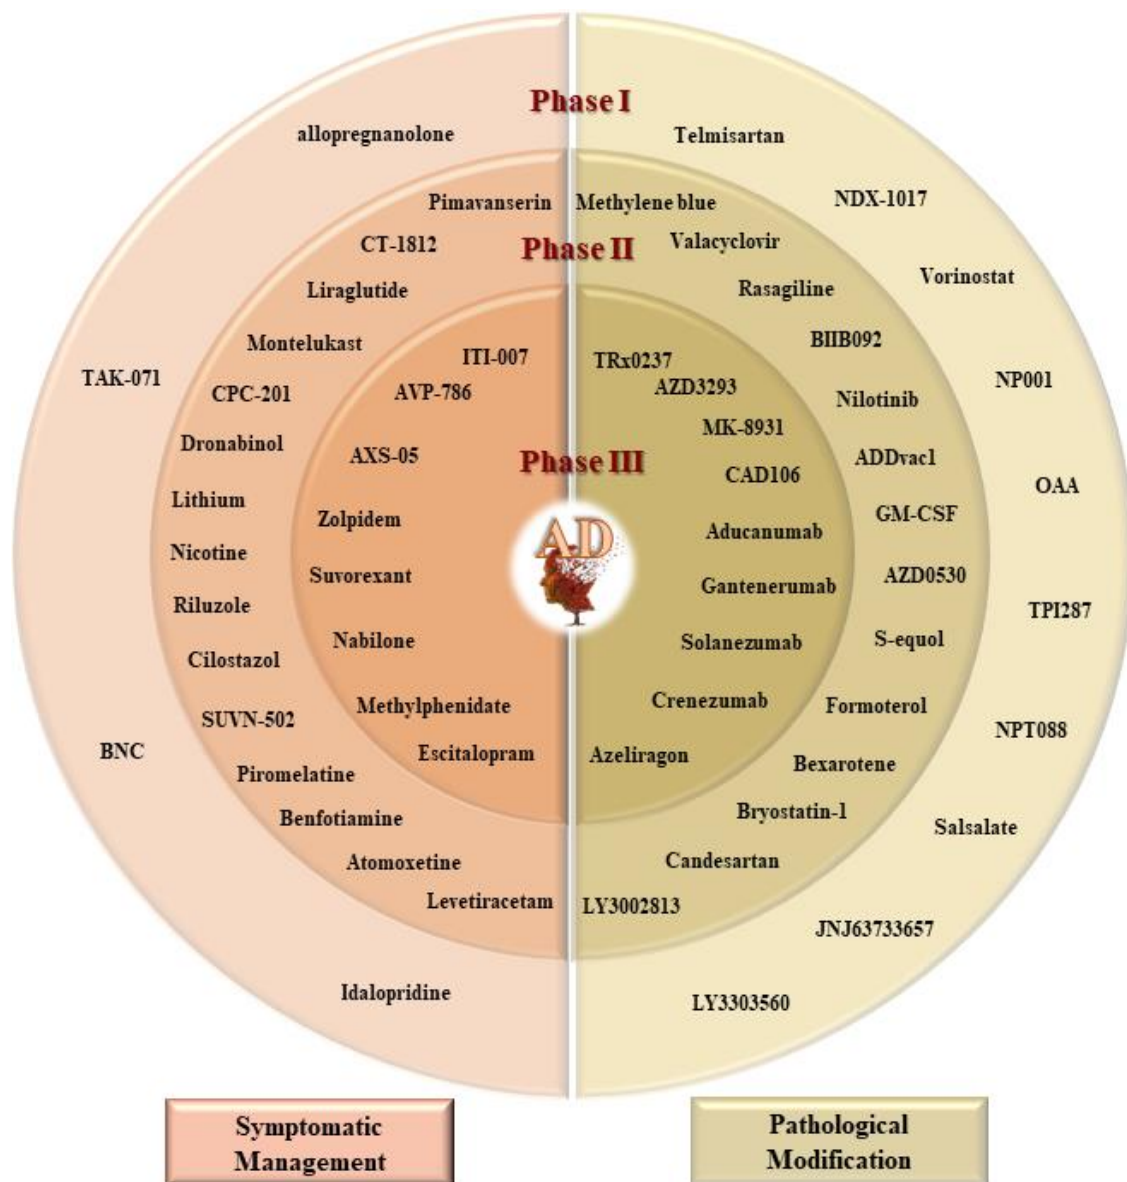 Phase I
allopregnanolone
TAK-071
BNC
Idalopridine
Telmisartan
NDX-1017
Vorinostat
NP001
OAA
TPI287
NPT088
Salsalate
JNJ63733657
LY3303560
Phase II
Pimavanserin
CT-1812
Liraglutide
Montelukast
CPC-201
Dronabinol
Lithium
Nicotine
Riluzole
Cilostazol
SUVN-502
Piromelatine
Benfotiamine
Atomoxetine
Levetiracetam
Methylene blue
Valacyclovir
Rasagiline
BIIB092
Nilotinib
ADDvac1
GM-CSF
AZD0530
S-equol
Formoterol
Bexarotene
Bryostatin-1
Candesartan
LY3002813
Phase III
ITI-007
AVP-786
AXS-05
Zolpidem
Suvorexant
Nabilone
Methylphenidate
Escitalopram
TRx0237
AZD3293
MK-8931
CAD106
Aducanumab
Gantenerumab
Solanezumab
Crenezumab
Azeliragon
AD
Symptomatic
Management
Pathological
Modification